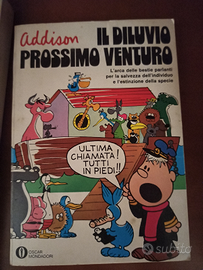 addison
IL DILUVIO
PROSSIMO VENTURO
L'arca delle bestie parlanti
per la salvezza dell'individuo
e l'estinzione della specie
ULTIMA
CHIAMATA!
TUTTI
IN PIEDI!!
OSCAR
MONDADORI
subito